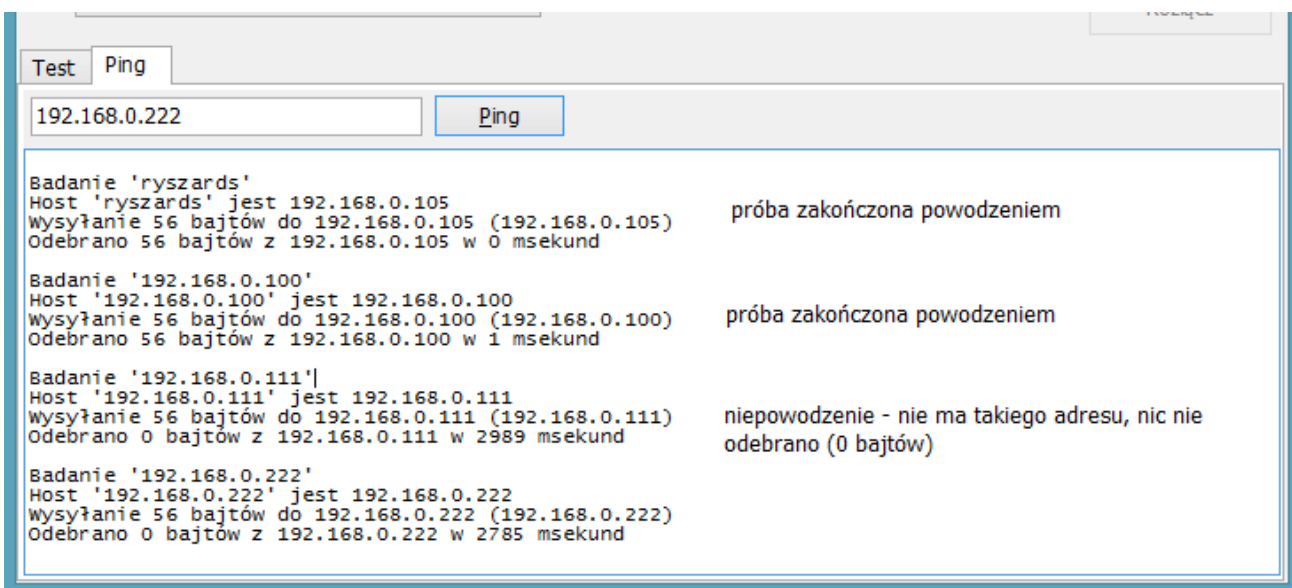 Test Ping
192.168.0.222 Ping
Badanie 'ryszards'
Host 'ryszards' jest 192.168.0.105
Wysyłanie 56 bajtów do 192.168.0.105 (192.168.0.105)
Odebrano 56 bajtów z 192.168.0.105 w 0 msekund
próba zakończona powodzeniem
Badanie '192.168.0.100'
Host '192.168.0.100' jest 192.168.0.100
Wysyłanie 56 bajtów do 192.168.0.100 (192.168.0.100)
Odebrano 56 bajtów z 192.168.0.100 w 1 msekund
próba zakończona powodzeniem
Badanie '192.168.0.111'
Host '192.168.0.111' jest 192.168.0.111
Wysyłanie 56 bajtów do 192.168.0.111 (192.168.0.111)
Odebrano 0 bajtów z 192.168.0.111 w 2989 msekund
niepowodzenie - nie ma takiego adresu, nic nie
odebrano (0 bajtów)
Badanie '192.168.0.222'
Host '192.168.0.222' jest 192.168.0.222
Wysyłanie 56 bajtów do 192.168.0.222 (192.168.0.222)
Odebrano 0 bajtów z 192.168.0.222 w 2785 msekund